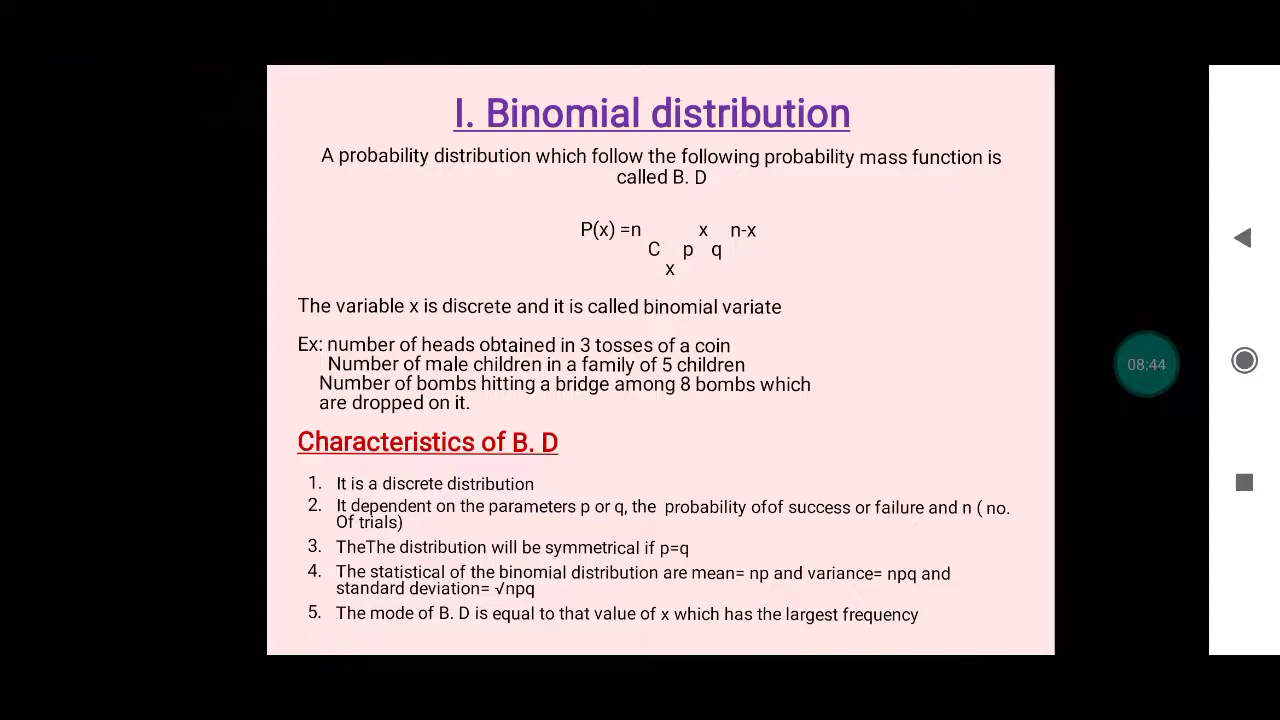 I. Binomial distribution
A probability distribution which follow the following probability mass function is
called B. D
P(x) =n C x p x q n-x
The variable x is discrete and it is called binomial variate
Ex: number of heads obtained in 3 tosses of a coin
Number of male children in a family of 5 children
Number of bombs hitting a bridge among 8 bombs which
are dropped on it.
Characteristics of B. D
1. It is a discrete distribution
2. It dependent on the parameters p or q, the probability ofof success or failure and n ( no.
Of trials)
3. TheThe distribution will be symmetrical if p=q
4. The statistical of the binomial distribution are mean= np and variance= npq and
standard deviation= √npq
5. The mode of B. D is equal to that value of x which has the largest frequency
08:44